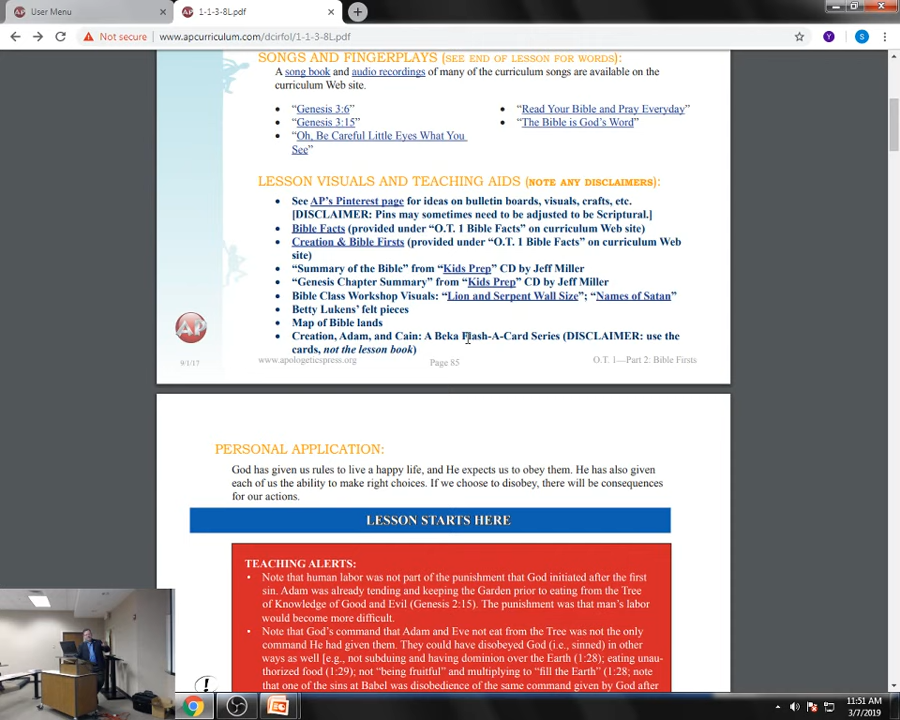 AP
User Menu
1-1-3-8L.pdf
Not secure
www.apcurriculum.com/dcirfol/1-1-3-8L.pdf
Y
S
SONGS AND FINGERPLAYS (SEE END OF LESSON FOR WORDS):
A song book and audio recordings of many of the curriculum songs are available on the
curriculum Web site.
• “Genesis 3:6”
• “Genesis 3:15”
• “Oh, Be Careful Little Eyes What You
See”
• “Read Your Bible and Pray Everyday”
• “The Bible is God’s Word”
LESSON VISUALS AND TEACHING AIDS (NOTE ANY DISCLAIMERS):
• See AP’s Pinterest page for ideas on bulletin boards, visuals, crafts, etc.
[DISCLAIMER: Pins may sometimes need to be adjusted to be Scriptural.]
• Bible Facts (provided under “O.T. 1 Bible Facts” on curriculum Web site)
• Creation & Bible Firsts (provided under “O.T. 1 Bible Facts” on curriculum Web
site)
• “Summary of the Bible” from “Kids Prep” CD by Jeff Miller
• “Genesis Chapter Summary” from “Kids Prep” CD by Jeff Miller
• Bible Class Workshop Visuals: “Lion and Serpent Wall Size”; “Names of Satan”
• Betty Lukens’ felt pieces
• Map of Bible lands
• Creation, Adam, and Cain: A Beka Flash-A-Card Series (DISCLAIMER: use the
cards, not the lesson book)
AP
9/1/17
www.apologeticspress.org
Page 85
O.T. 1—Part 2: Bible Firsts
PERSONAL APPLICATION:
God has given us rules to live a happy life, and He expects us to obey them. He has also given
each of us the ability to make right choices. If we choose to disobey, there will be consequences
for our actions.
LESSON STARTS HERE
TEACHING ALERTS:
• Note that human labor was not part of the punishment that God initiated after the first
sin. Adam was already tending and keeping the Garden prior to eating from the Tree
of Knowledge of Good and Evil (Genesis 2:15). The punishment was that man’s labor
would become more difficult.
• Note that God’s command that Adam and Eve not eat from the Tree was not the only
command He had given them. They could have disobeyed God (i.e., sinned) in other
ways as well [e.g., not subduing and having dominion over the Earth (1:28); eating unau-
thorized food (1:29); not “being fruitful” and multiplying to “fill the Earth” (1:28; note
that one of the sins at Babel was disobedience of the same command given by God after
11:51 AM
3/7/2019